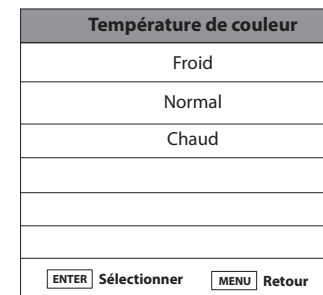 Température de couleur
Froid
Normal
Chaud
ENTER Sélectionner MENU Retour